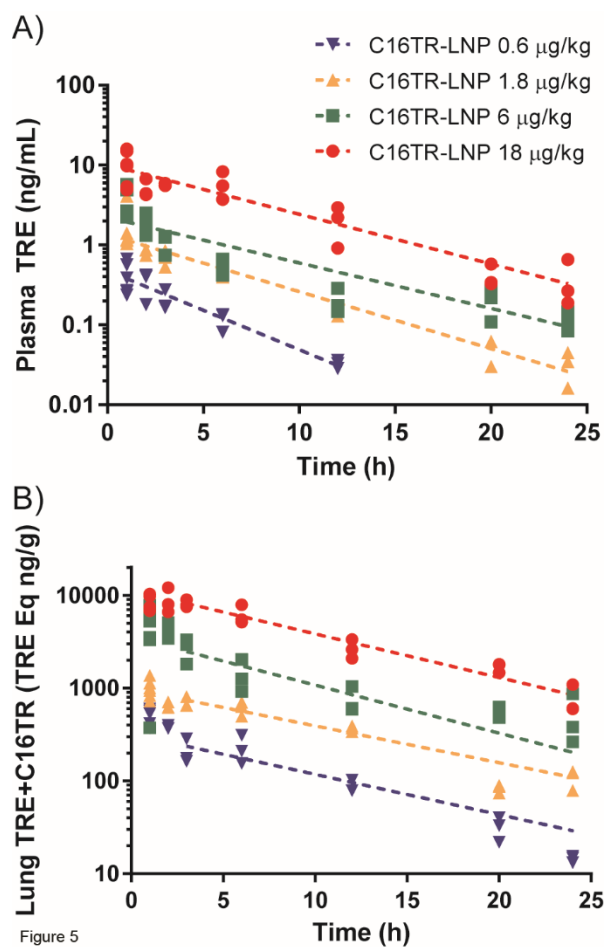 A)
C16TR-LNP 0.6 μg/kg
C16TR-LNP 1.8 μg/kg
C16TR-LNP 6 μg/kg
C16TR-LNP 18 μg/kg
Plasma TRE (ng/mL)
100
10
1
0.1
0.01
0 5 10 15 20 25
Time (h)
B)
Lung TRE+C16TR (TRE Eq ng/g)
10000
1000
100
10
0 5 10 15 20 25
Time (h)
Figure 5